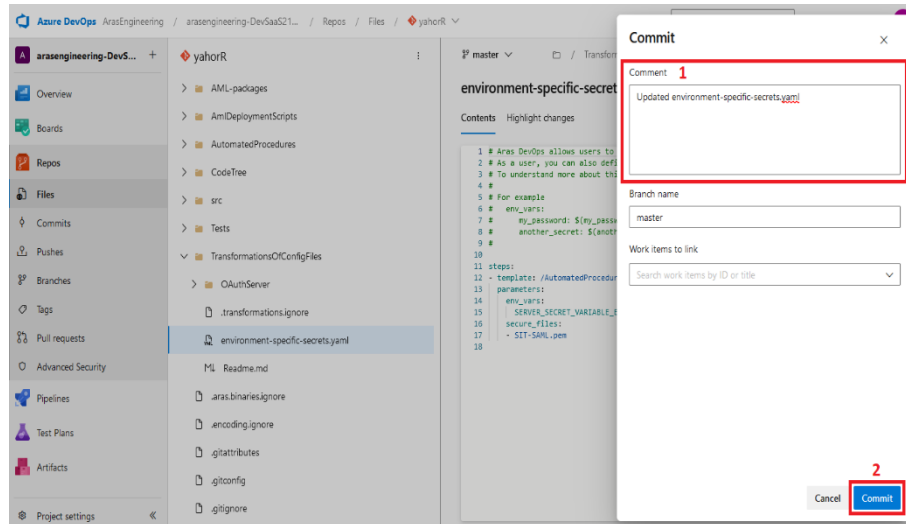 Azure DevOps ArasEngineering / arasengineering-DevSaaS21... / Repos / Files / yahorR
A arasengineering-DevS... +
Overview
Boards
Repos
Files
Commits
Pushes
Branches
Tags
Pull requests
Advanced Security
Pipelines
Test Plans
Artifacts
Project settings
yahorR
AML-packages
AmlDeploymentScripts
AutomatedProcedures
CodeTree
src
Tests
TransformationsOfConfigFiles
OAuthServer
.transformations.ignore
environment-specific-secrets.yaml
M↓ Readme.md
.aras.binaries.ignore
.encoding.ignore
.gitattributes
.gitconfig
.gitignore
master / Transfor
environment-specific-secret
Contents Highlight changes
1 # Aras DevOps allows users to
2 # As a user, you can also defi
3 # To understand more about thi
4 #
5 # For example
6 # env_vars:
7 # my_password: $(my_passw
8 # another_secret: $(anoth
9 #
10
11 steps:
12 - template: /AutomatedProcedur
13 parameters:
14 env_vars:
15 SERVER_SECRET_VARIABLE_
16 secure_files:
17 - SIT-SAML.pem
18
Commit
Comment 1
Updated environment-specific-secrets.yaml
Branch name
master
Work items to link
Search work items by ID or title
2
Cancel Commit